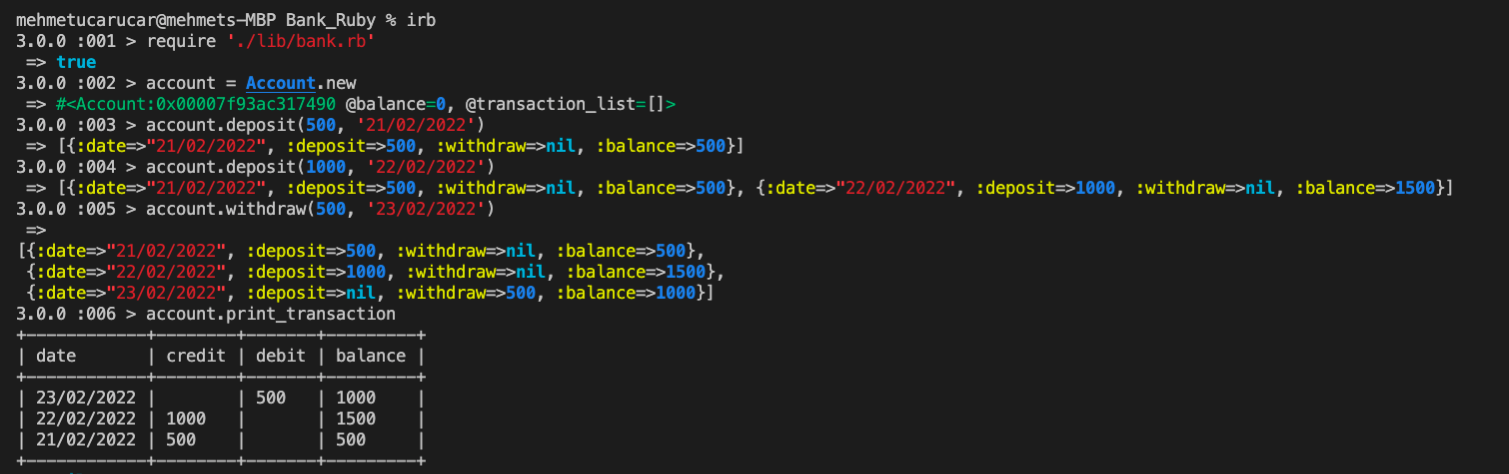 mehmetucarucar@mehmets-MBP Bank_Ruby % irb
3.0.0 :001 > require './lib/bank.rb'
 => true
3.0.0 :002 > account = Account.new
 => #<Account:0x00007f93ac317490 @balance=0, @transaction_list=[]>
3.0.0 :003 > account.deposit(500, '21/02/2022')
 => [{:date=>"21/02/2022", :deposit=>500, :withdraw=>nil, :balance=>500}]
3.0.0 :004 > account.deposit(1000, '22/02/2022')
 => [{:date=>"21/02/2022", :deposit=>500, :withdraw=>nil, :balance=>500}, {:date=>"22/02/2022", :deposit=>1000, :withdraw=>nil, :balance=>1500}]
3.0.0 :005 > account.withdraw(500, '23/02/2022')
 =>
[{:date=>"21/02/2022", :deposit=>500, :withdraw=>nil, :balance=>500},
 {:date=>"22/02/2022", :deposit=>1000, :withdraw=>nil, :balance=>1500},
 {:date=>"23/02/2022", :deposit=>nil, :withdraw=>500, :balance=>1000}]
3.0.0 :006 > account.print_transaction
+------------+--------+-------+---------+
| date       | credit | debit | balance |
+------------+--------+-------+---------+
| 23/02/2022 |        | 500   | 1000    |
| 22/02/2022 | 1000   |       | 1500    |
| 21/02/2022 | 500    |       | 500     |
+------------+--------+-------+---------+